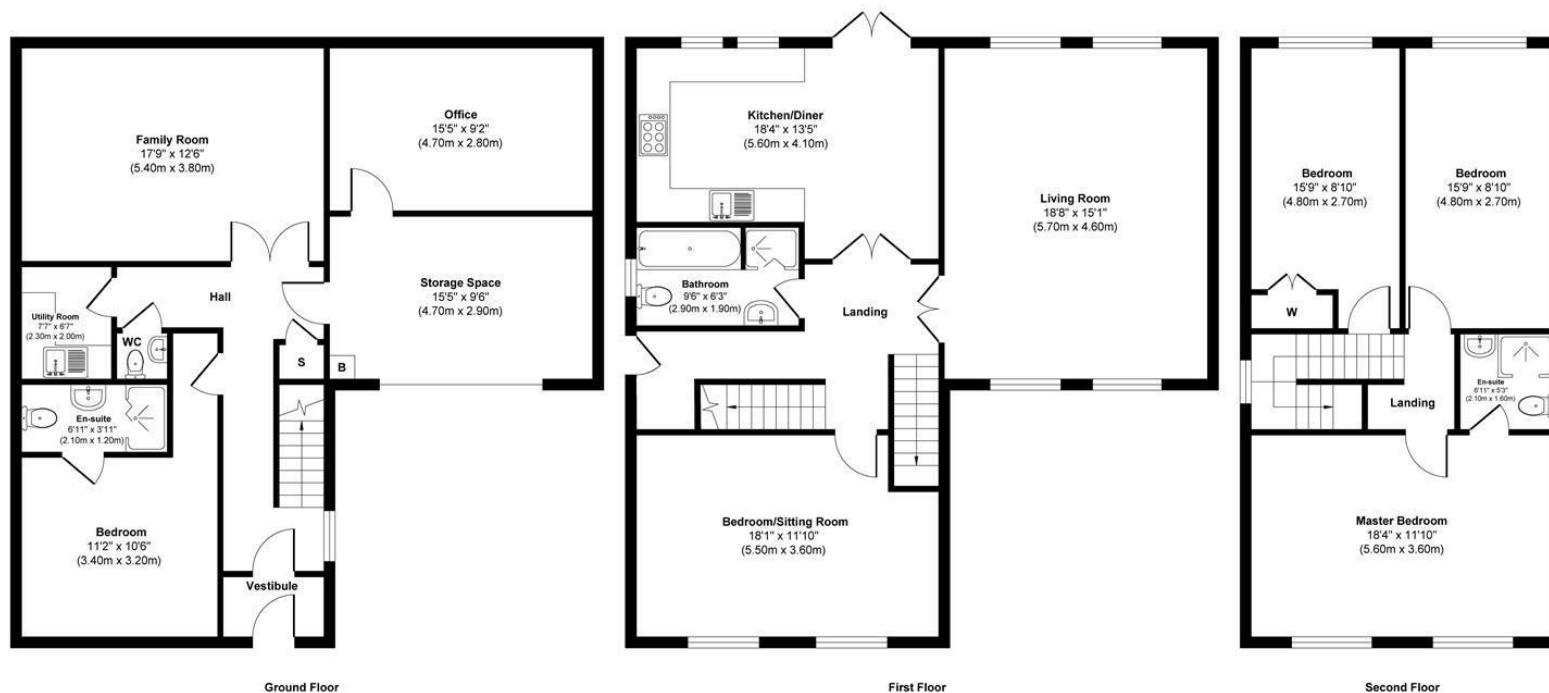 Family Room
17'9" x 12'6"
(5.40m x 3.80m)
Office
15'5" x 9'2"
(4.70m x 2.80m)
Hall
Storage Space
15'5" x 9'6"
(4.70m x 2.90m)
Utility Room
7'7" x 6'7"
(2.30m x 2.00m)
WC
S
B
En-suite
6'11" x 3'11"
(2.10m x 1.20m)
Bedroom
11'2" x 10'6"
(3.40m x 3.20m)
Vestibule
Ground Floor
Kitchen/Diner
18'4" x 13'5"
(5.60m x 4.10m)
Living Room
18'8" x 15'1"
(5.70m x 4.60m)
Bathroom
9'6" x 6'3"
(2.90m x 1.90m)
Landing
Bedroom/Sitting Room
18'1" x 11'10"
(5.50m x 3.60m)
First Floor
Bedroom
15'9" x 8'10"
(4.80m x 2.70m)
Bedroom
15'9" x 8'10"
(4.80m x 2.70m)
W
En-suite
6'11" x 5'3"
(2.10m x 1.60m)
Landing
Master Bedroom
18'4" x 11'10"
(5.60m x 3.60m)
Second Floor